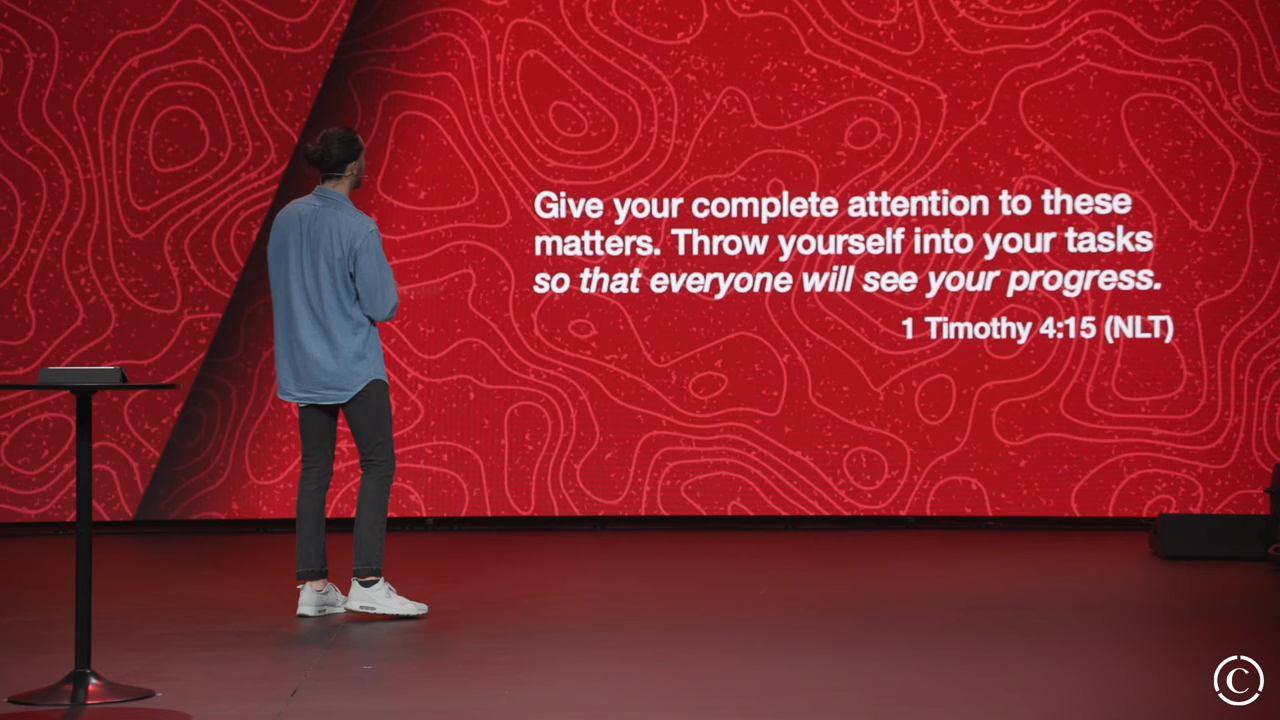 Give your complete attention to these
matters. Throw yourself into your tasks
so that everyone will see your progress.
1 Timothy 4:15 (NLT)
C